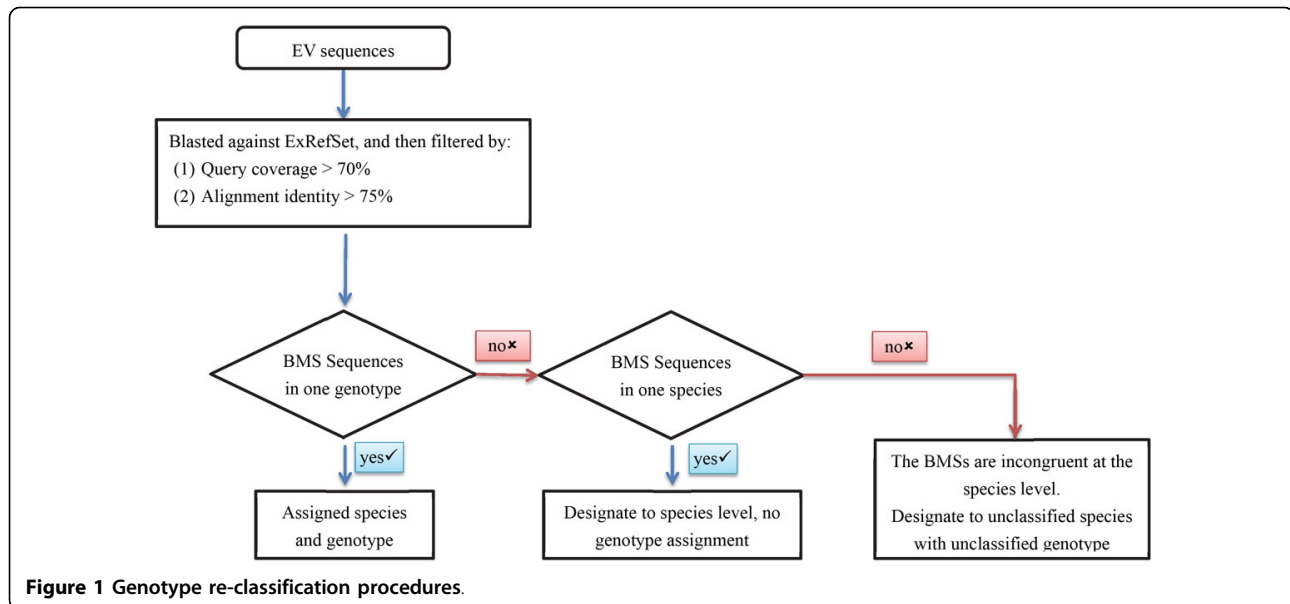 EV sequences
Blasted against ExRefSet, and then filtered by:
(1) Query coverage > 70%
(2) Alignment identity > 75%
BMS Sequences
in one genotype
no✘
BMS Sequences
in one species
no✘
yes✓
yes✓
Assigned species
and genotype
Designate to species level, no
genotype assignment
The BMSs are incongruent at the
species level.
Designate to unclassified species
with unclassified genotype
Figure 1 Genotype re-classification procedures.